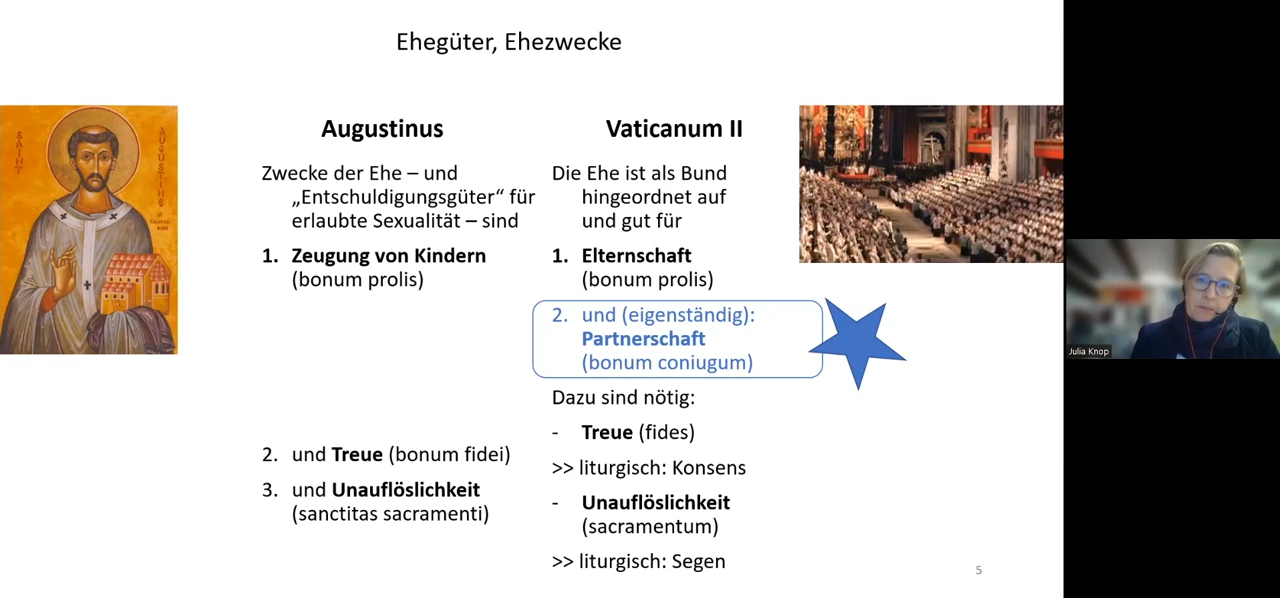 Ehegüter, Ehezwecke
SAINT
AUGUSTINE
Augustinus
Zwecke der Ehe – und
„Entschuldigungsgüter“ für
erlaubte Sexualität – sind
1. Zeugung von Kindern
(bonum prolis)
2. und Treue (bonum fidei)
3. und Unauflöslichkeit
(sanctitas sacramenti)
Vaticanum II
Die Ehe ist als Bund
hingeordnet auf
und gut für
1. Elternschaft
(bonum prolis)
2. und (eigenständig):
Partnerschaft
(bonum coniugum)
Dazu sind nötig:
- Treue (fides)
>> liturgisch: Konsens
- Unauflöslichkeit
(sacramentum)
>> liturgisch: Segen
5
Julia Knop